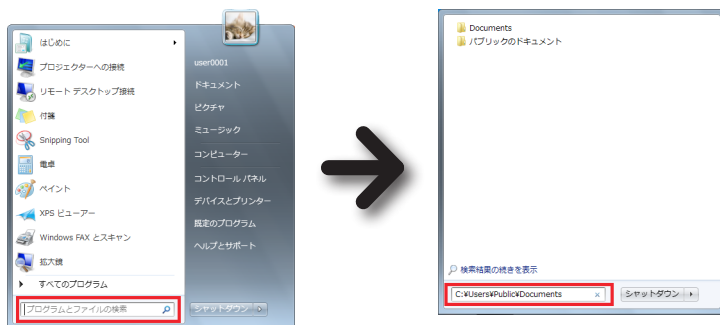 はじめに
プロジェクターへの接続
リモート デスクトップ接続
付箋
Snipping Tool
電卓
ペイント
XPS ビューアー
Windows FAX とスキャン
拡大鏡
すべてのプログラム
プログラムとファイルの検索
user0001
ドキュメント
ピクチャ
ミュージック
コンピューター
コントロール パネル
デバイスとプリンター
既定のプログラム
ヘルプとサポート
シャットダウン
Documents
パブリックのドキュメント
検索結果の続きを表示
C:¥Users¥Public¥Documents
シャットダウン